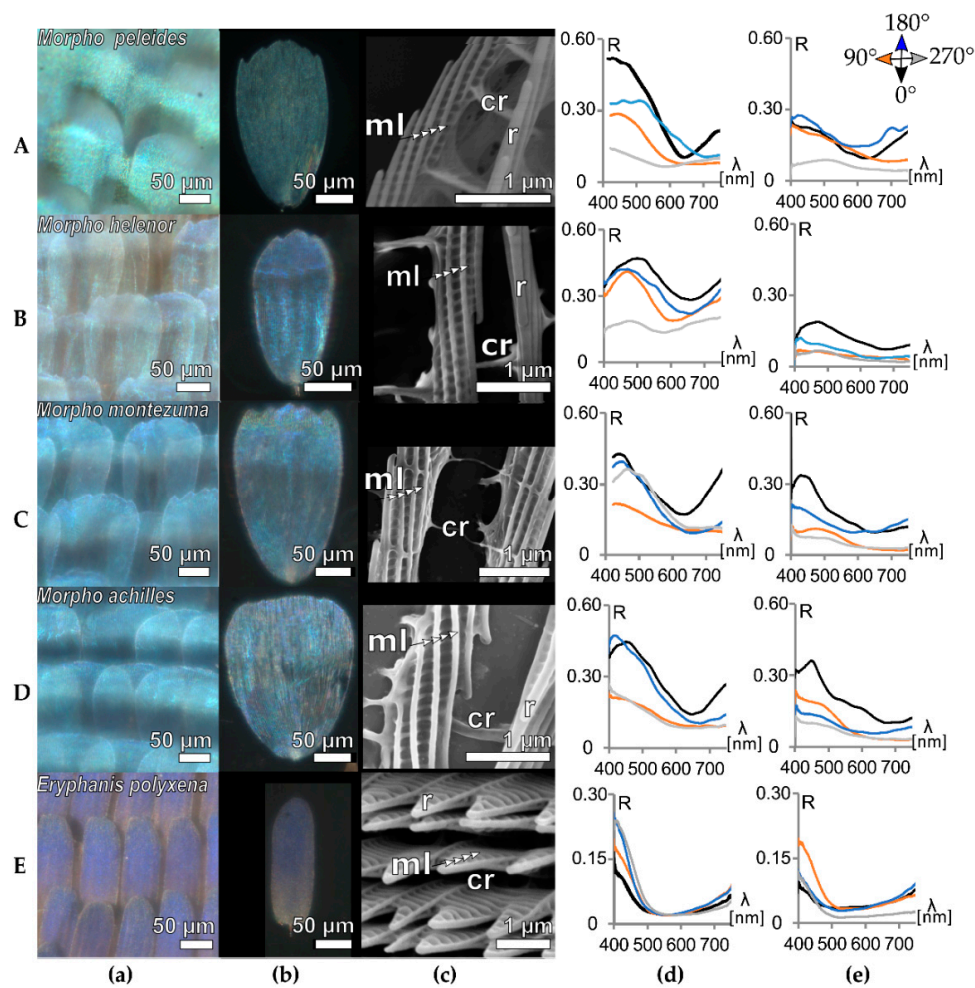 180°
90° 270°
0°
A
Morpho peleides
50 µm
50 µm
ml cr r
1 µm
0.60 R
0.30
0
400 500 600 700
λ
[nm]
R
0.60
0.30
0
400 500 600 700
λ
[nm]
B
Morpho helenor
50 µm
50 µm
ml r
cr
1 µm
0.60 R
0.30
0
400 500 600 700
λ
[nm]
0.60 R
0.30
0
400 500 600 700
λ
[nm]
C
Morpho montezuma
50 µm
50 µm
ml
cr
1 µm
0.60 R
0.30
0
400 500 600 700
λ
[nm]
0.60 R
0.30
0
400 500 600 700
λ
[nm]
D
Morpho achilles
50 µm
50 µm
ml
cr r
1 µm
0.60 R
0.30
0
400 500 600 700
λ
[nm]
0.60 R
0.30
0
400 500 600 700
λ
[nm]
E
Eryphanis polyxena
50 µm
50 µm
r
ml
cr
1 µm
0.30 R
0.15
0
400 500 600 700
λ
[nm]
0.30 R
0.15
0
400 500 600 700
λ
[nm]
(a) (b) (c) (d) (e)